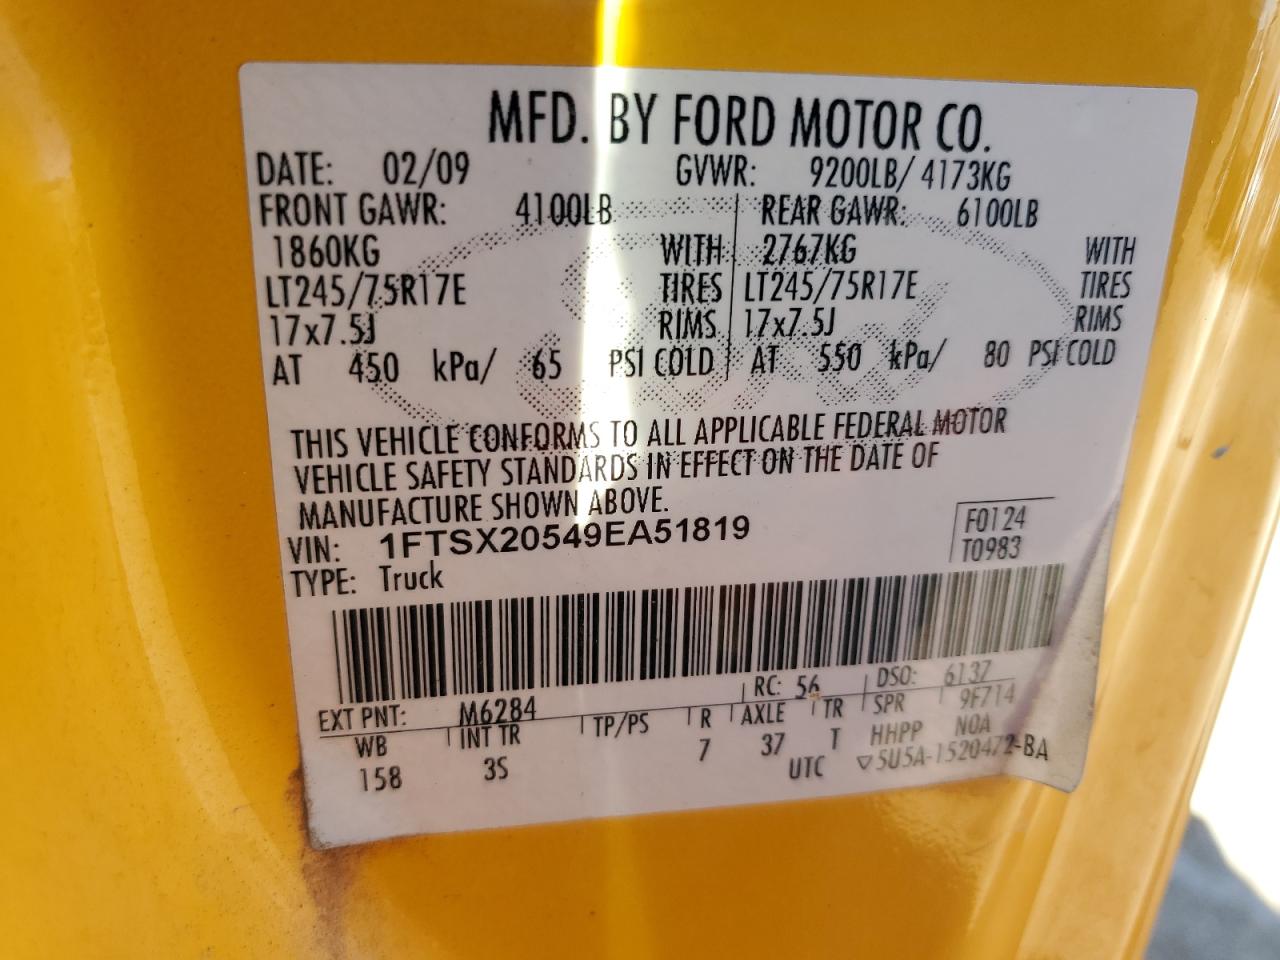 MFD. BY FORD MOTOR CO.
DATE: 02/09 GVWR: 9200LB/ 4173KG
FRONT GAWR: 4100LB REAR GAWR: 6100LB
1860KG WITH 2767KG WITH
LT245/75R17E TIRES LT245/75R17E TIRES
17x7.5J RIMS 17x7.5J RIMS
AT 450 kPa/ 65 PSI COLD AT 550 kPa/ 80 PSI COLD
THIS VEHICLE CONFORMS TO ALL APPLICABLE FEDERAL MOTOR
VEHICLE SAFETY STANDARDS IN EFFECT ON THE DATE OF
MANUFACTURE SHOWN ABOVE.
VIN: 1FTSX20549EA51819 F0124
TYPE: Truck T0983
EXT PNT: M6284 RC: 56 DSO: 6137
WB INT TR TP/PS R AXLE TR SPR 9F714
158 3S 7 37 T HHPP N0A
UTC ▽5U5A-1520472-BA